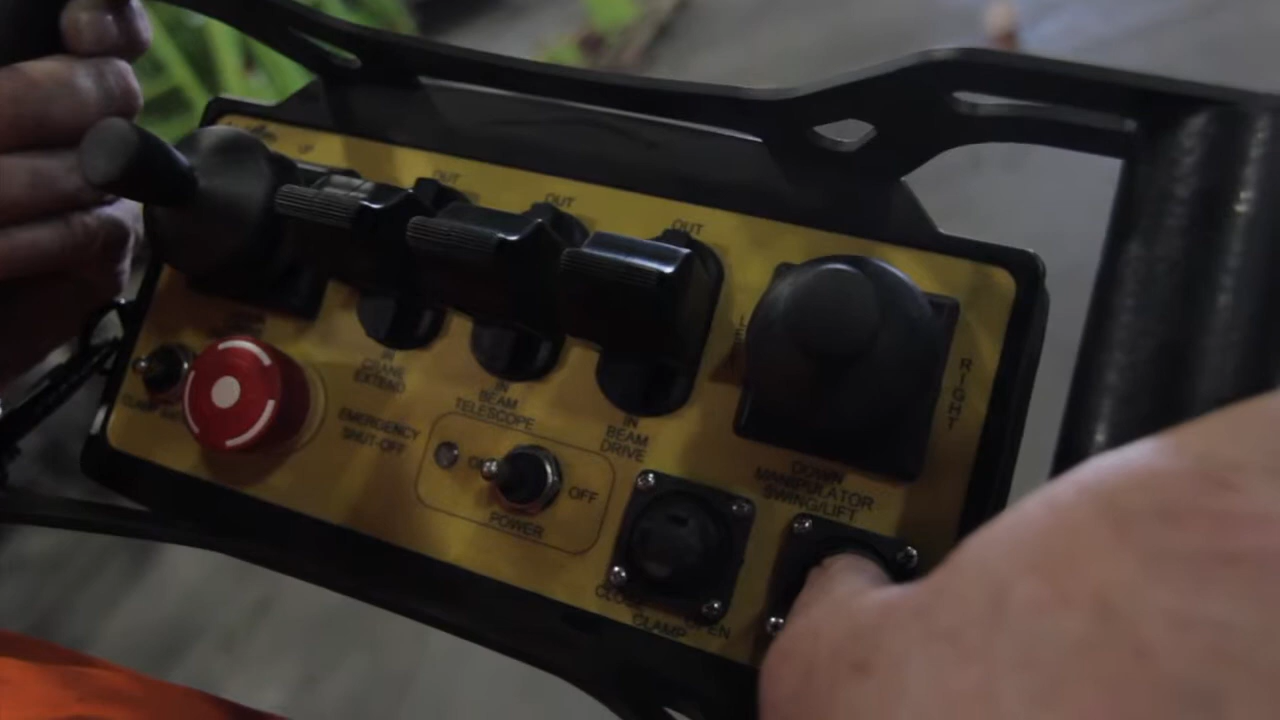 UP
OUT
OUT
OUT
IN
CRANE
EXTEND
IN
BEAM
TELESCOPE
IN
BEAM
DRIVE
RIGHT
DOWN
MANIPULATOR
SWING/LIFT
EMERGENCY
SHUT-OFF
OFF
POWER
OPEN
CLAMP